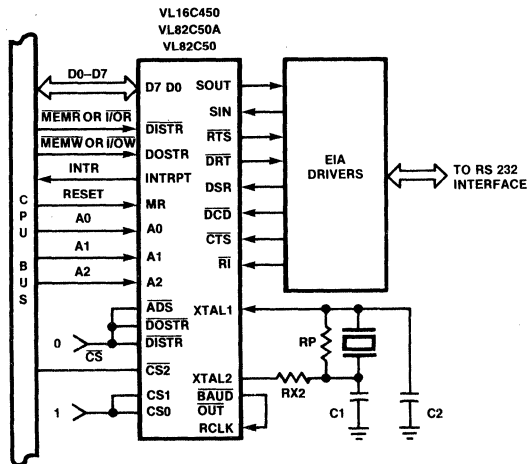 VL16C450
VL82C50A
VL82C50
D0–D7
D7 D0
SOUT
MEMR OR I/OR
DISTR
SIN
MEMW OR I/OW
DOSTR
RTS
INTR
INTRPT
DRT
RESET
MR
DSR
A0
A0
DCD
A1
A1
CTS
A2
A2
RI
EIA
DRIVERS
TO RS 232
INTERFACE
CPU BUS
ADS
XTAL1
DOSTR
0
DISTR
CS
RP
CS2
XTAL2
RX2
CS1
BAUD
C1
C2
1
CS0
OUT
RCLK